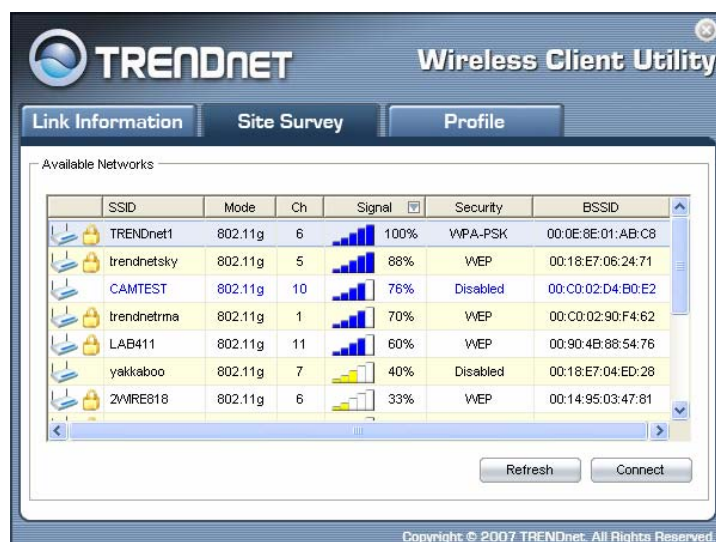 TRENDNET
Wireless Client Utility
Link Information Site Survey Profile
Available Networks
SSID Mode Ch Signal Security BSSID
TRENDnet1 802.11g 6 100% WPA-PSK 00:0E:8E:01:AB:C8
trendnetsky 802.11g 5 88% WEP 00:18:E7:06:24:71
CAMTEST 802.11g 10 76% Disabled 00:C0:02:D4:B0:E2
trendnetrma 802.11g 1 70% WEP 00:C0:02:90:F4:62
LAB411 802.11g 11 60% WEP 00:90:4B:88:54:76
yakkaboo 802.11g 7 40% Disabled 00:18:E7:04:ED:28
2WIRE818 802.11g 6 33% WEP 00:14:95:03:47:81
Refresh Connect
Copyright © 2007 TRENDnet. All Rights Reserved.